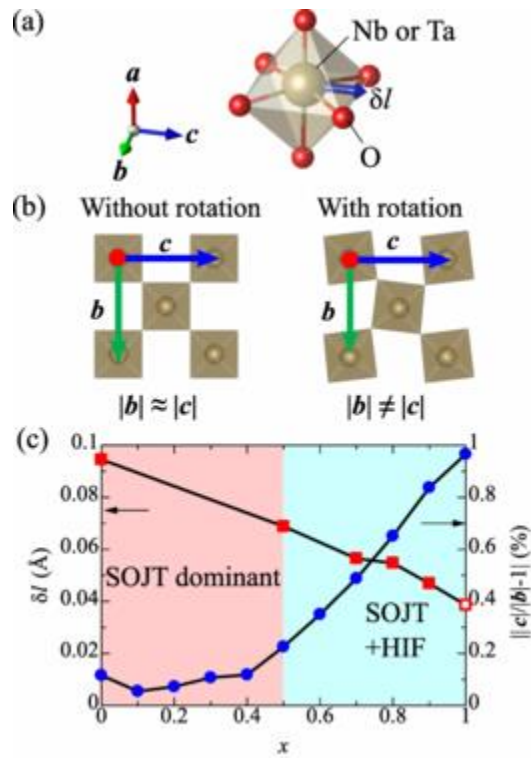 (a)
Nb or Ta
a
δl
c
b
O
(b)
Without rotation
With rotation
c
c
b
b
|b| ≈ |c|
|b| ≠ |c|
(c)
0.1
1
0.08
0.8
0.06
0.6
SOJT dominant
0.04
SOJT
0.4
+HIF
0.02
0.2
0
0
0
0.2
0.4
0.6
0.8
1
x
δl (Å)
||c|/|b|-1| (%)